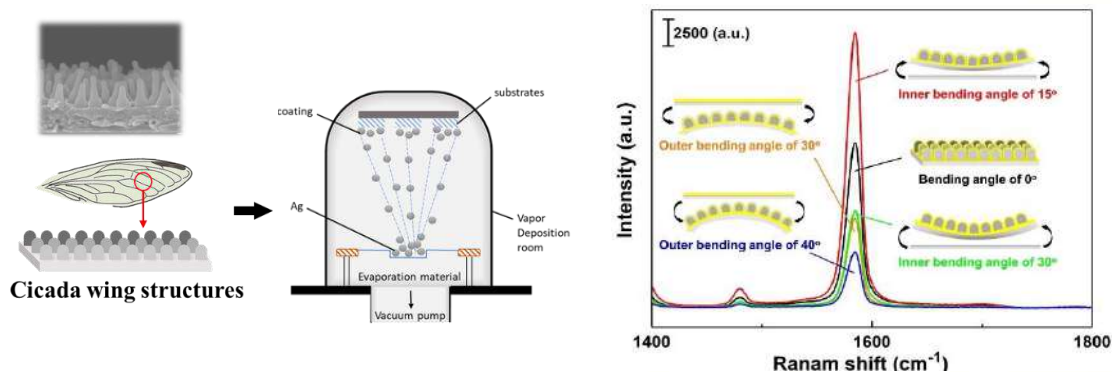 Cicada wing structures
coating
substrates
Ag
Vapor
Deposition
room
Evaporation material
Vacuum pump
2500 (a.u.)
Intensity (a.u.)
Inner bending angle of 15°
Outer bending angle of 30°
Bending angle of 0°
Outer bending angle of 40°
Inner bending angle of 30°
1400
1600
1800
Ranam shift (cm⁻¹)